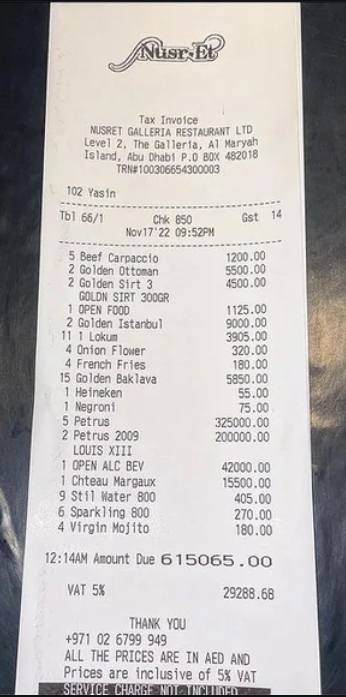 Nusr-Et
Tax Invoice
NUSRET GALLERIA RESTAURANT LTD
Level 2, The Galleria, Al Maryah
Island, Abu Dhabi P.O BOX 482018
TRN#100306654300003
102 Yasin
Tbl 66/1 Chk 850 Gst 14
Nov17'22 09:52PM
5 Beef Carpaccio 1200.00
2 Golden Ottoman 5500.00
2 Golden Sirt 3 4500.00
GOLDN SIRT 300GR
1 OPEN FOOD 1125.00
2 Golden Istanbul 9000.00
11 1 Lokum 3905.00
4 Onion Flower 320.00
4 French Fries 180.00
15 Golden Baklava 5850.00
1 Heineken 55.00
1 Negroni 75.00
5 Petrus 325000.00
2 Petrus 2009 200000.00
LOUIS XIII
1 OPEN ALC BEV 42000.00
1 Chteau Margaux 15500.00
9 Stil Water 800 405.00
6 Sparkling 800 270.00
4 Virgin Mojito 180.00
12:14AM Amount Due 615065.00
VAT 5% 29288.68
THANK YOU
+971 02 6799 949
ALL THE PRICES ARE IN AED AND
Prices are inclusive of 5% VAT
SERVICE CHARGE NOT INCLUDED